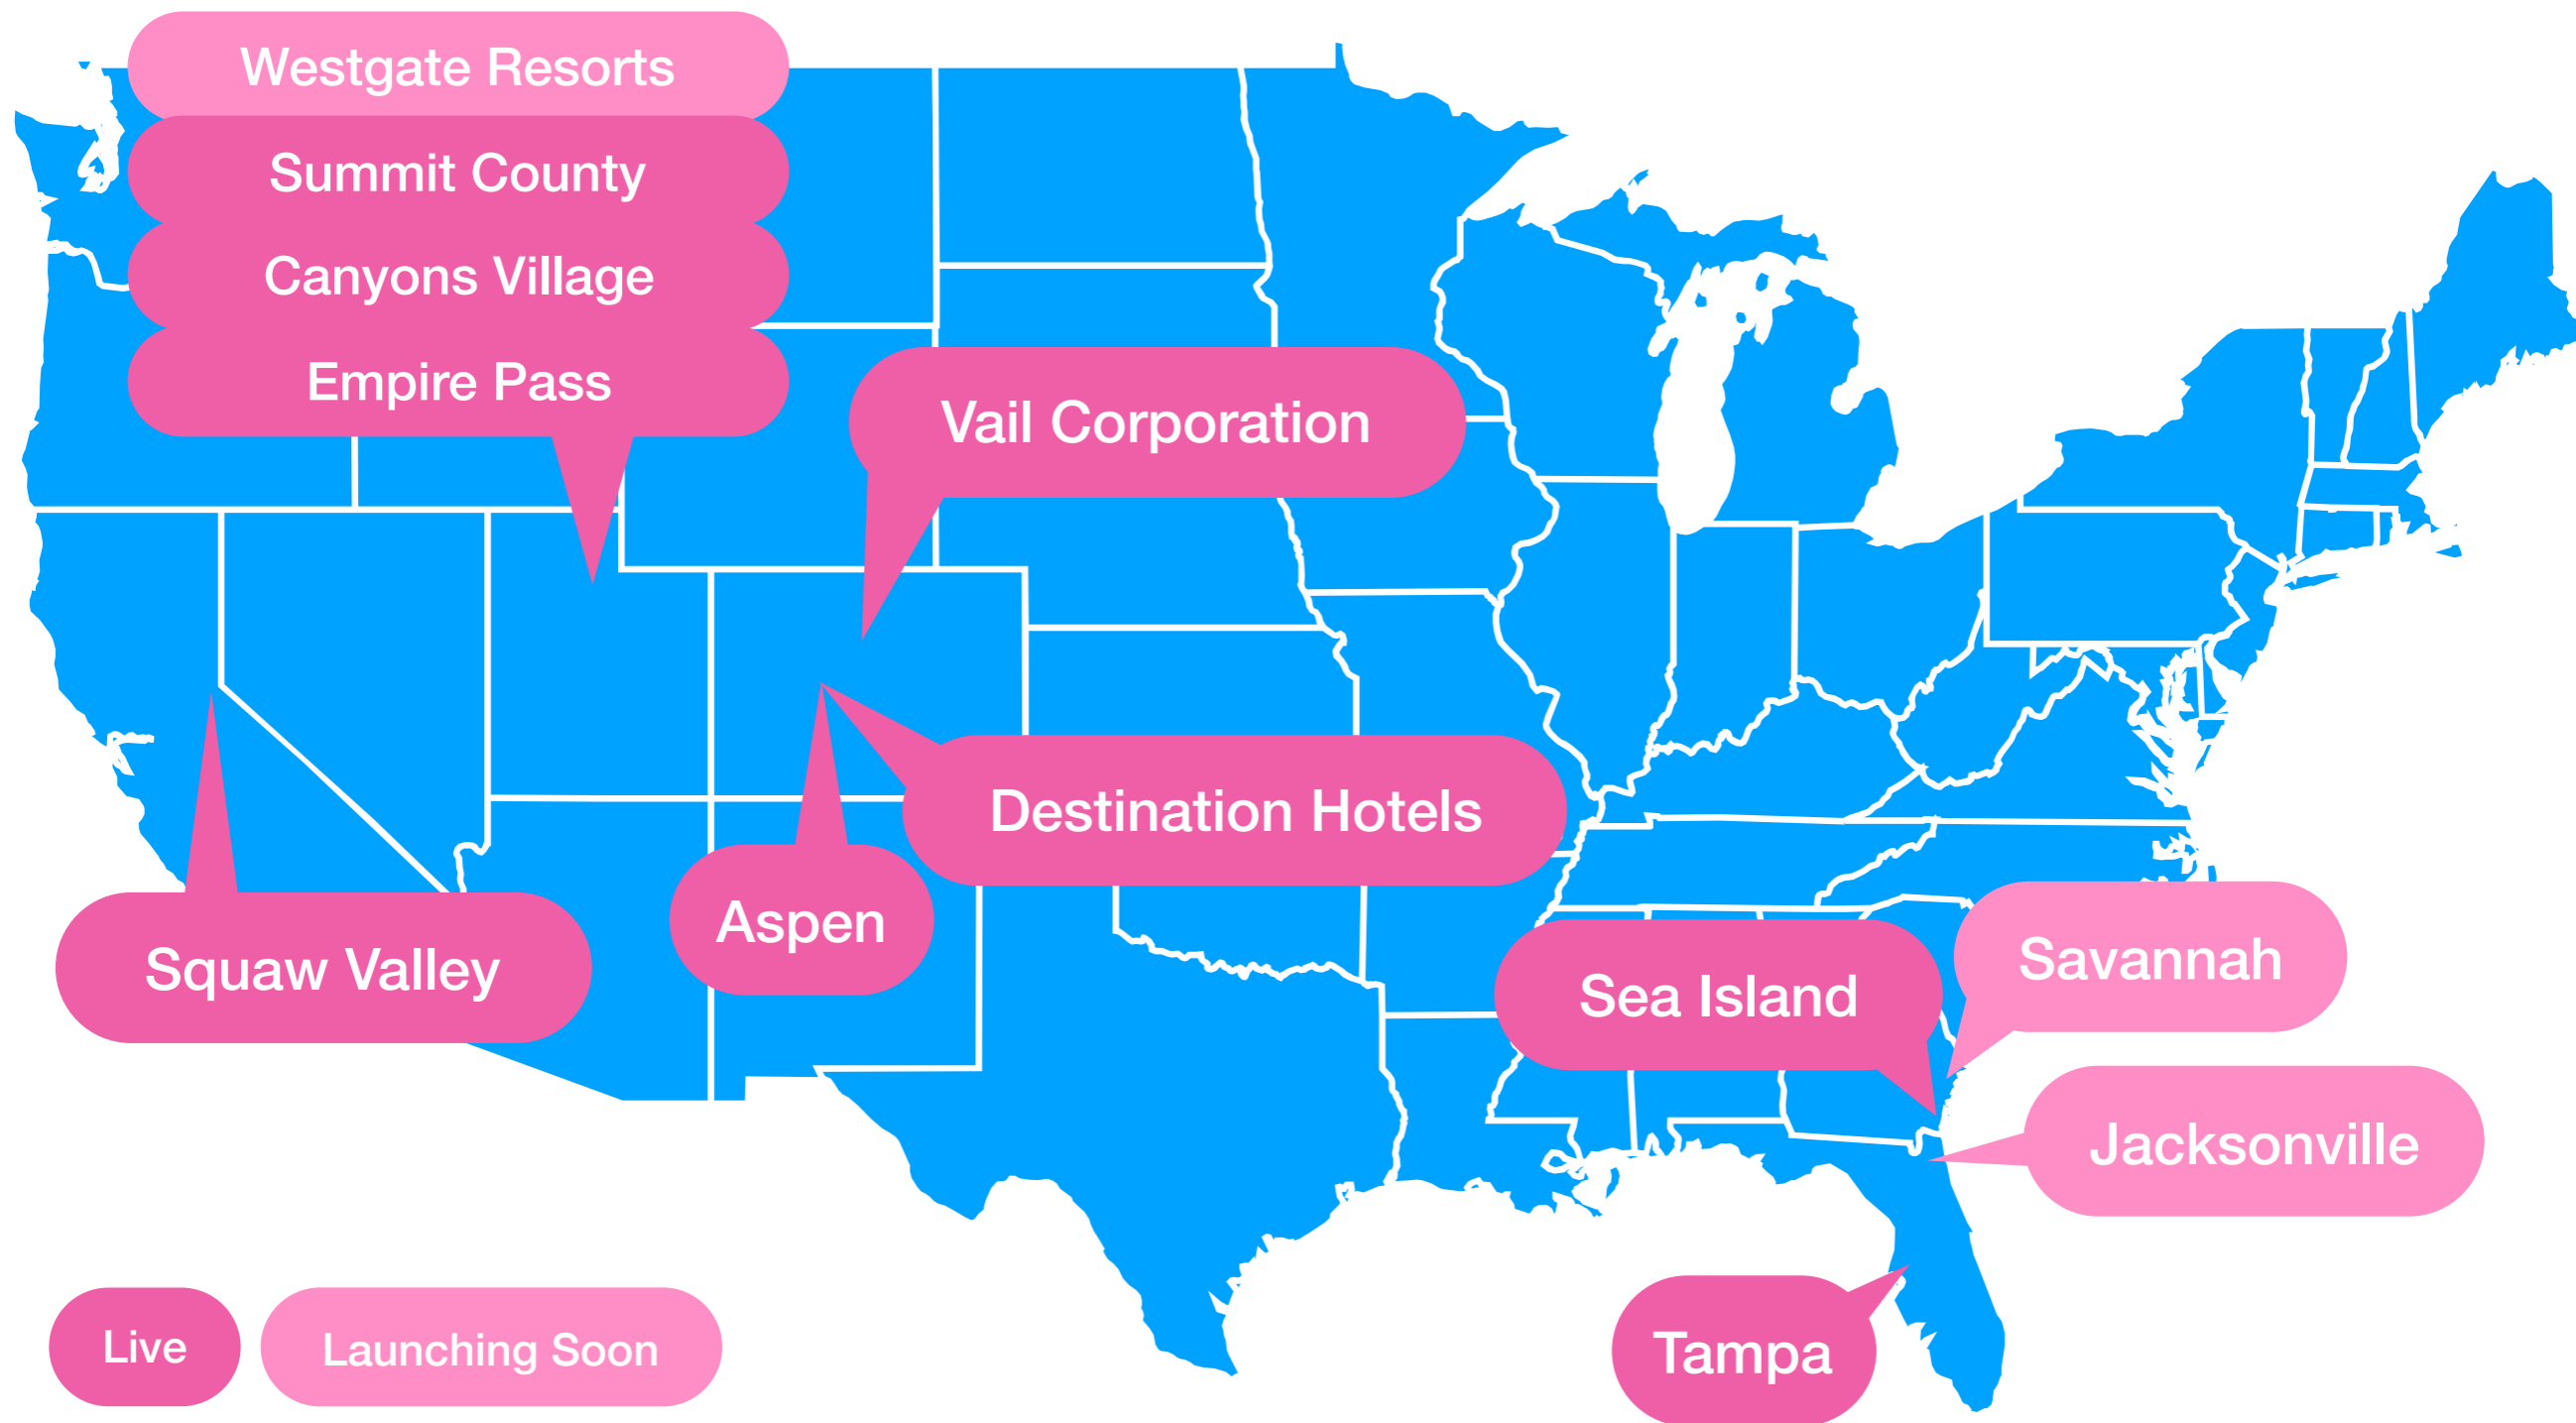 Westgate Resorts
Summit County
Canyons Village
Empire Pass
Vail Corporation
Destination Hotels
Aspen
Squaw Valley
Sea Island
Savannah
Jacksonville
Tampa
Live
Launching Soon